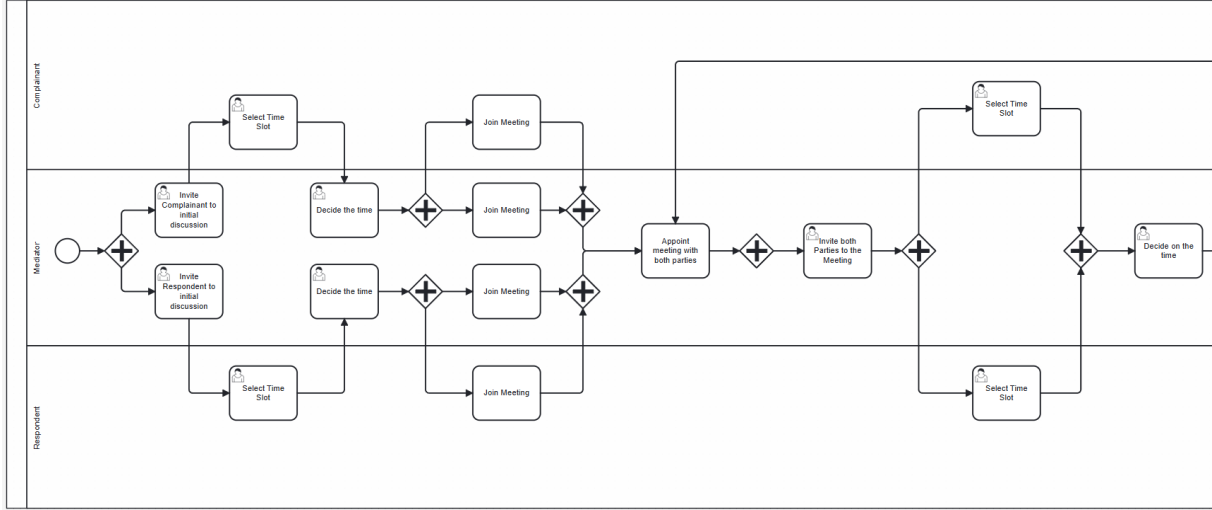 Complainant
Select Time
Slot
Join Meeting
Select Time
Slot
Mediator
Invite
Complainant to
initial
discussion
Decide the time
Join Meeting
Invite
Respondent to
initial
discussion
Decide the time
Join Meeting
Appoint
meeting with
both parties
Invite both
Parties to the
Meeting
Decide on the
time
Respondent
Select Time
Slot
Join Meeting
Select Time
Slot